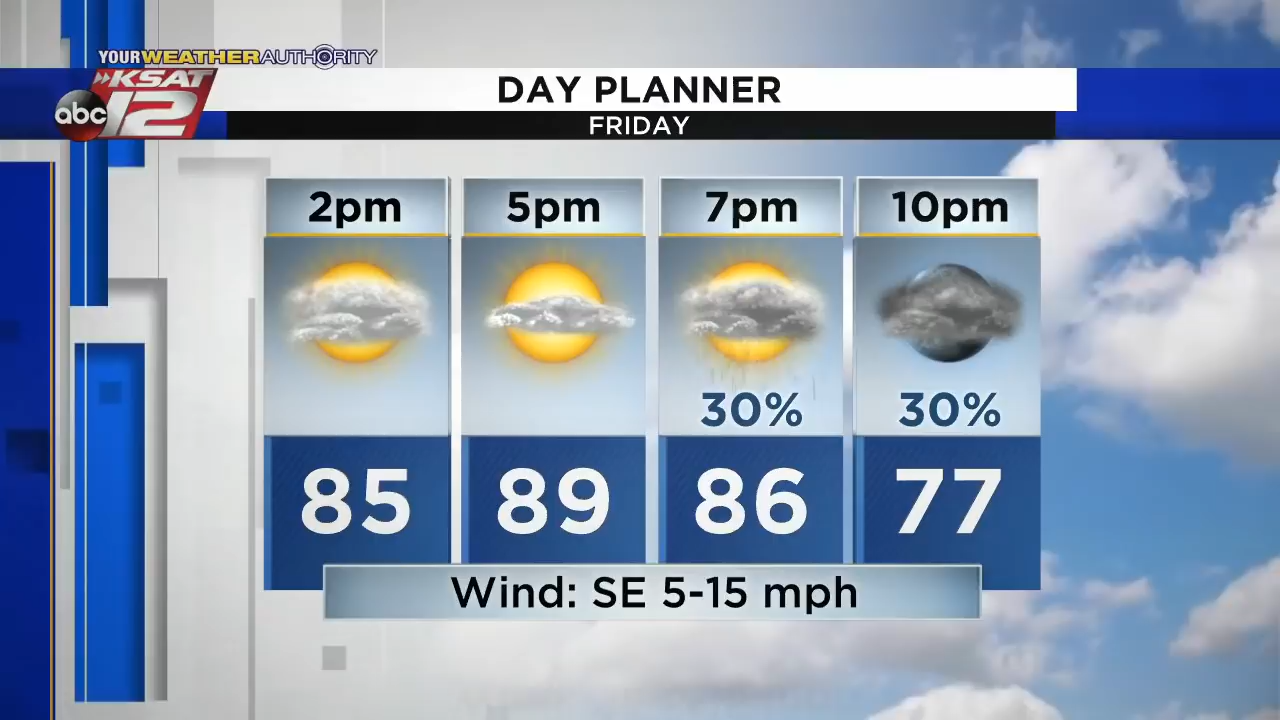 YOUR WEATHER AUTHORITY
KSAT
abc 12
DAY PLANNER
FRIDAY
2pm 5pm 7pm 10pm
30% 30%
85 89 86 77
Wind: SE 5-15 mph